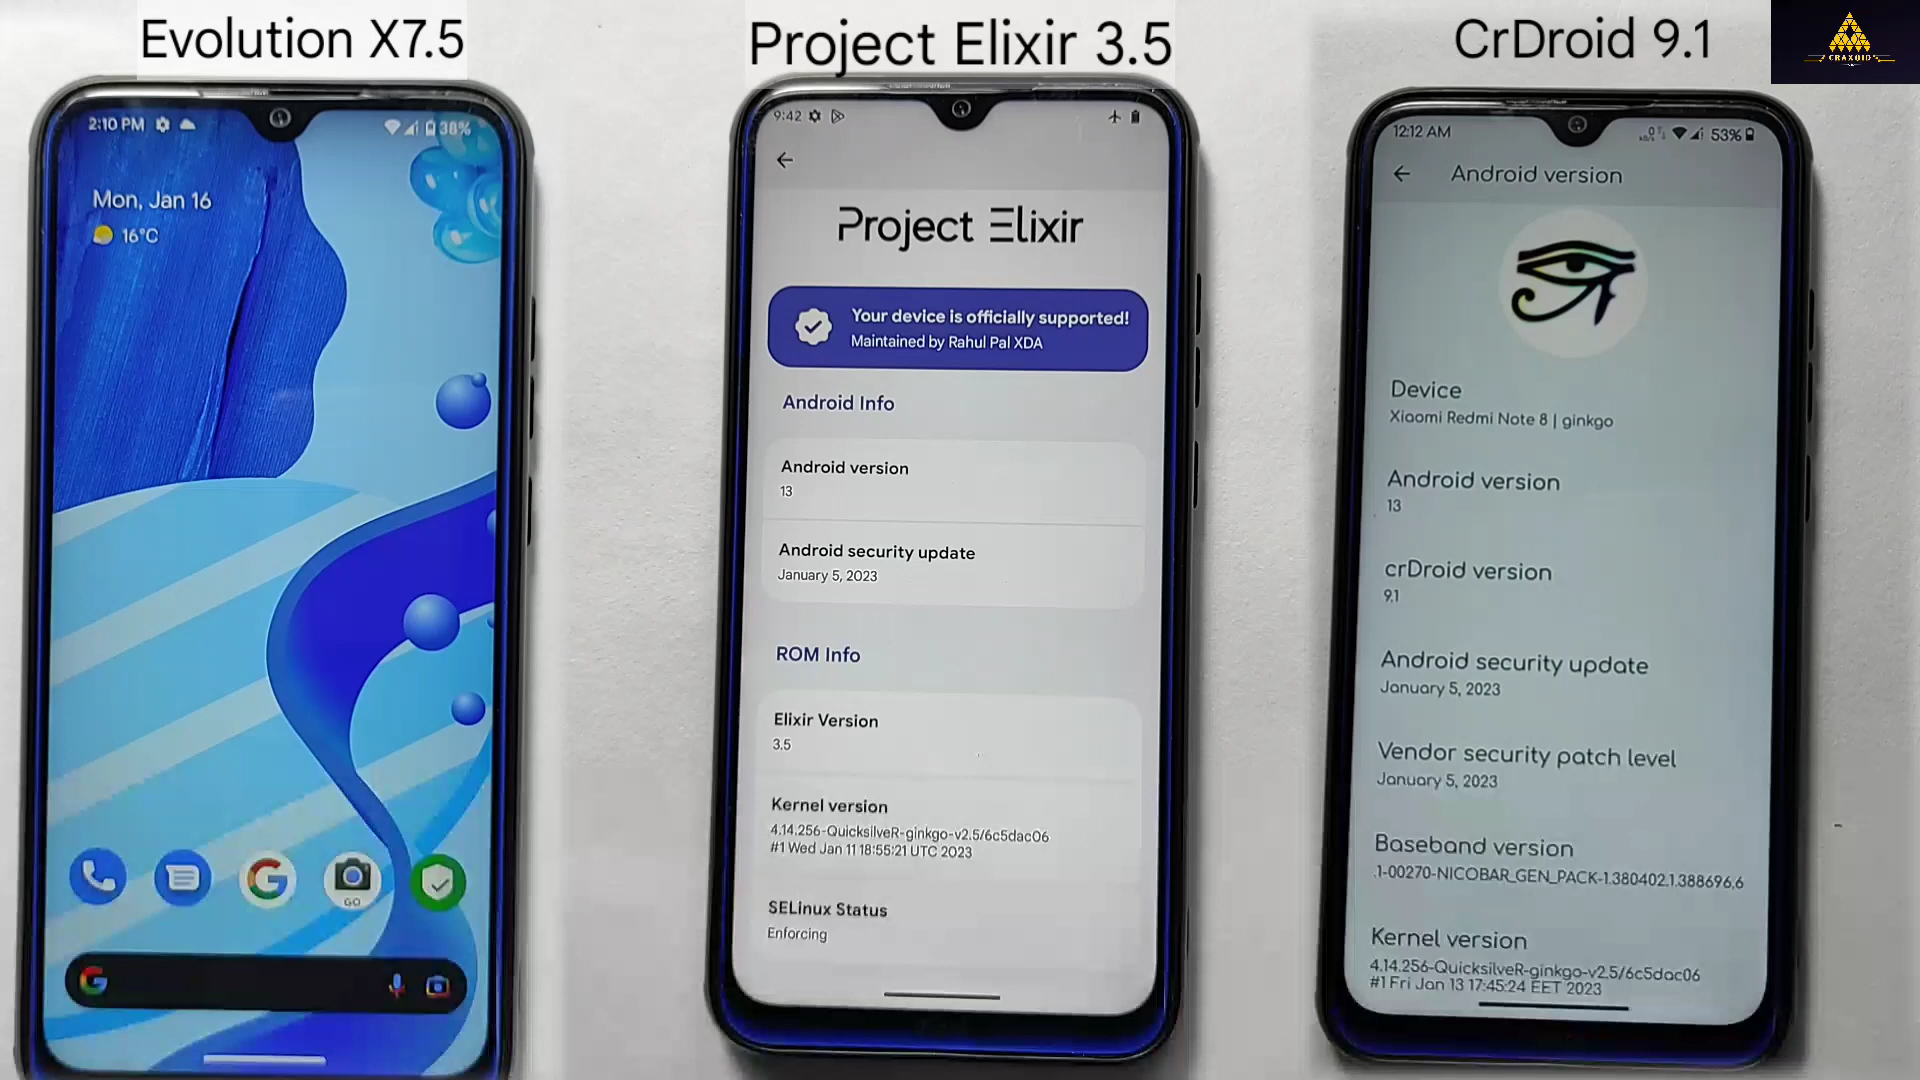 Evolution X7.5
Project Elixir 3.5
CrDroid 9.1
CRAXOID
2:10 PM
38%
Mon, Jan 16
16°C
GO
9:42
Project Elixir
Your device is officially supported!
Maintained by Rahul Pal XDA
Android Info
Android version
13
Android security update
January 5, 2023
ROM Info
Elixir Version
3.5
Kernel version
4.14.256-QuicksilveR-ginkgo-v2.5/6c5dac06
#1 Wed Jan 11 18:55:21 UTC 2023
SELinux Status
Enforcing
12:12 AM
53%
Android version
Device
Xiaomi Redmi Note 8 | ginkgo
Android version
13
crDroid version
9.1
Android security update
January 5, 2023
Vendor security patch level
January 5, 2023
Baseband version
.1-00270-NICOBAR_GEN_PACK-1.380402.1.388696.6
Kernel version
4.14.256-QuicksilveR-ginkgo-v2.5/6c5dac06
#1 Fri Jan 13 17:45:24 EET 2023